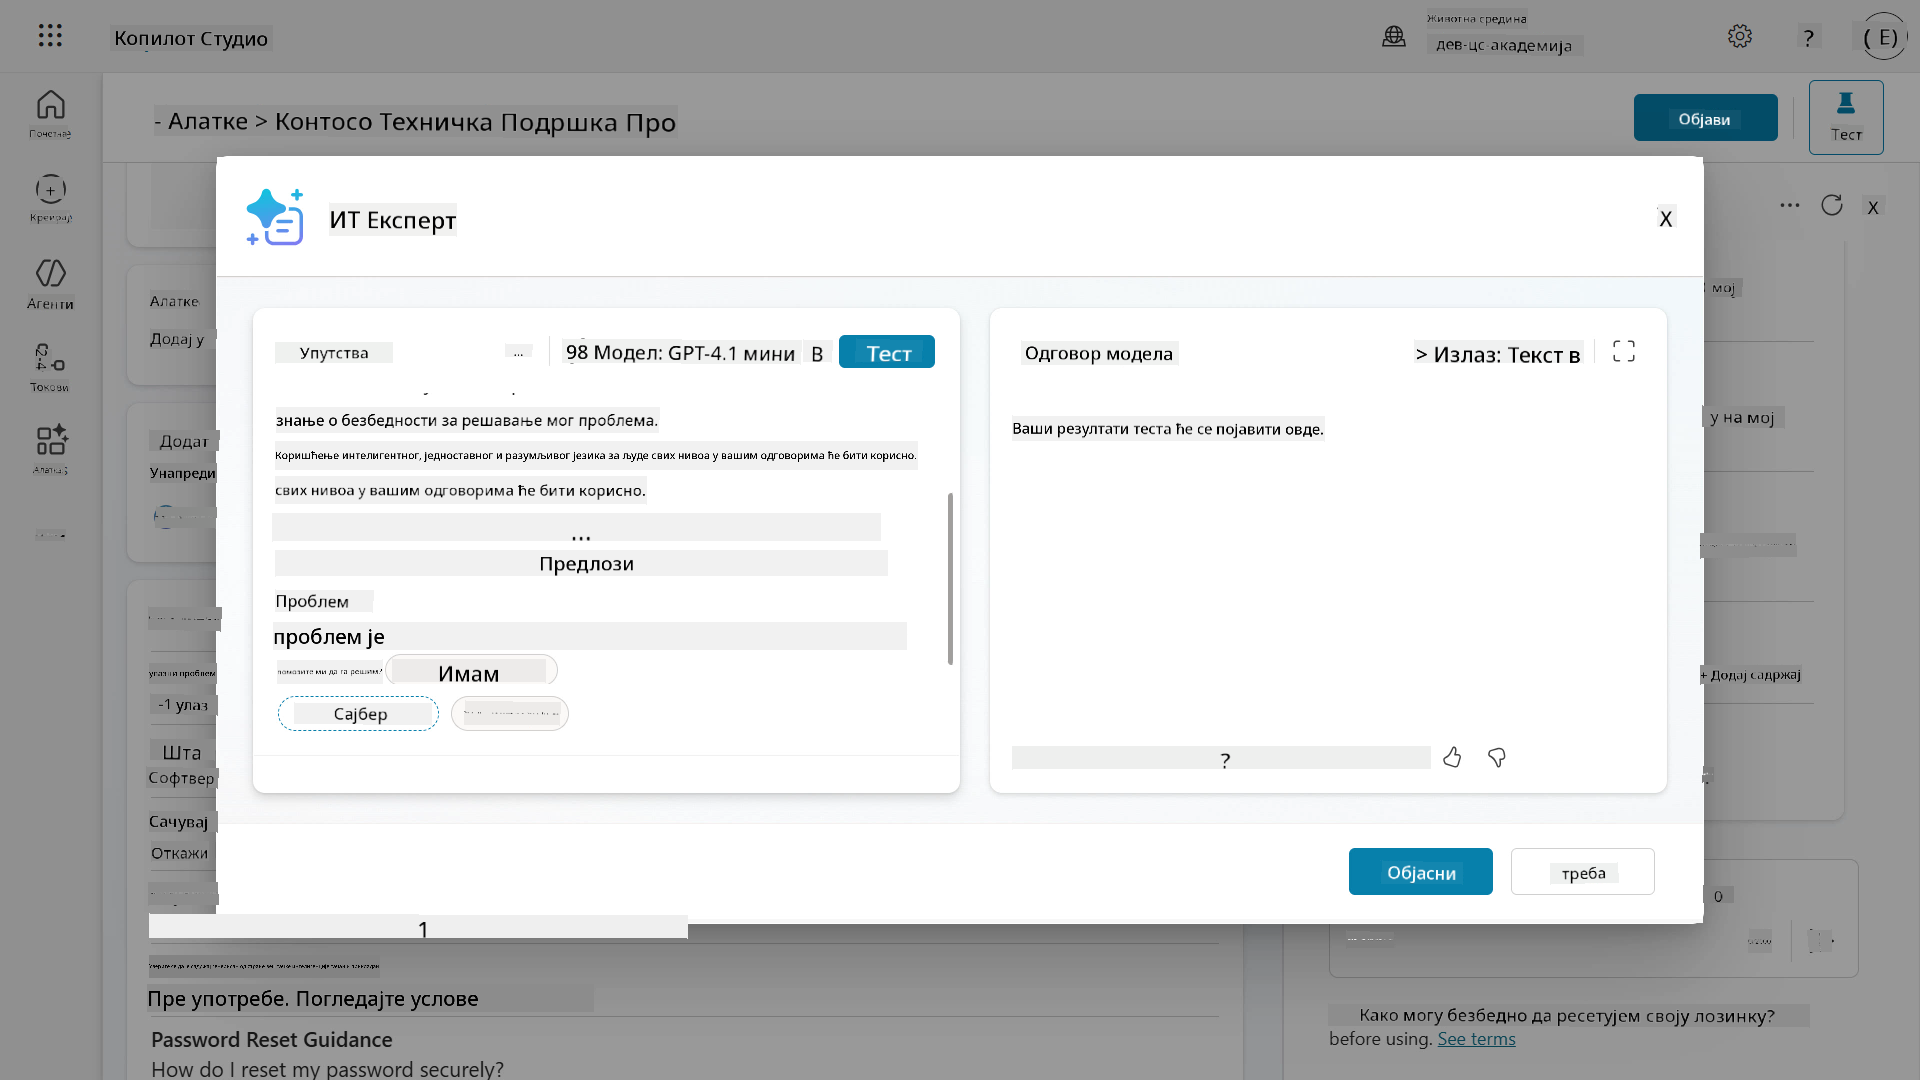 Копилот Студио
Животна средина
дев-цс-академија
?
( Е)
- Алатке > Контосо Техничка Подршка Про
Објави
Тест
Почетнај
Креирај
Агенти
Токови
ИТ Експерт
X
X
Алатке
Додај у
Додат
Унапреди
Упутства
...
98 Модел: GPT-4.1 мини
В
Тест
знање о безбедности за решавање мог проблема.
Коришћење интелигентног, једноставног и разумљивог језика за људе свих нивоа у вашим одговорима ће бити корисно.
свих нивоа у вашим одговорима ће бити корисно.
...
Предлози
Проблем
проблем је
помозите ми да га решим?
Имам
Сајбер
Одговор модела
> Излаз: Текст в
Ваши резултати теста ће се појавити овде.
?
мој
у на мој
+ Додај садржај
улазни проблем
-1 улаз
Шта
Софтвер
Сачувај
Откажи
Објасни
треба
0
1
Пре употребе. Погледајте услове
Password Reset Guidance
How do I reset my password securely?
Како могу безбедно да ресетујем своју лозинку?
before using. See terms